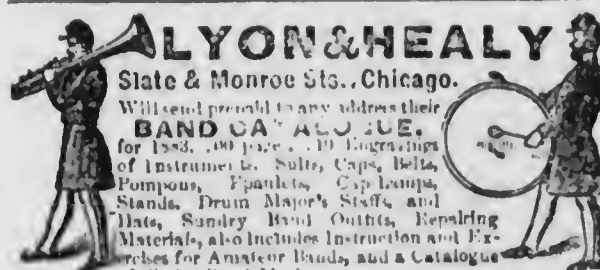 LYON & HEALY
State & Monroe Sts., Chicago.
Will send prepaid to any address their
BAND CATALOGUE,
for 1883, Engravings
of Instruments, Suits, Caps, Belts,
Pompons, Epaulets, Cap-Lamps,
Stands, Drum Major's Staffs, and
Hats, Sundry Band Outfits, Repairing
Materials, also includes Instruction and Ex-
ercises for Amateur Bands, and a Catalogue